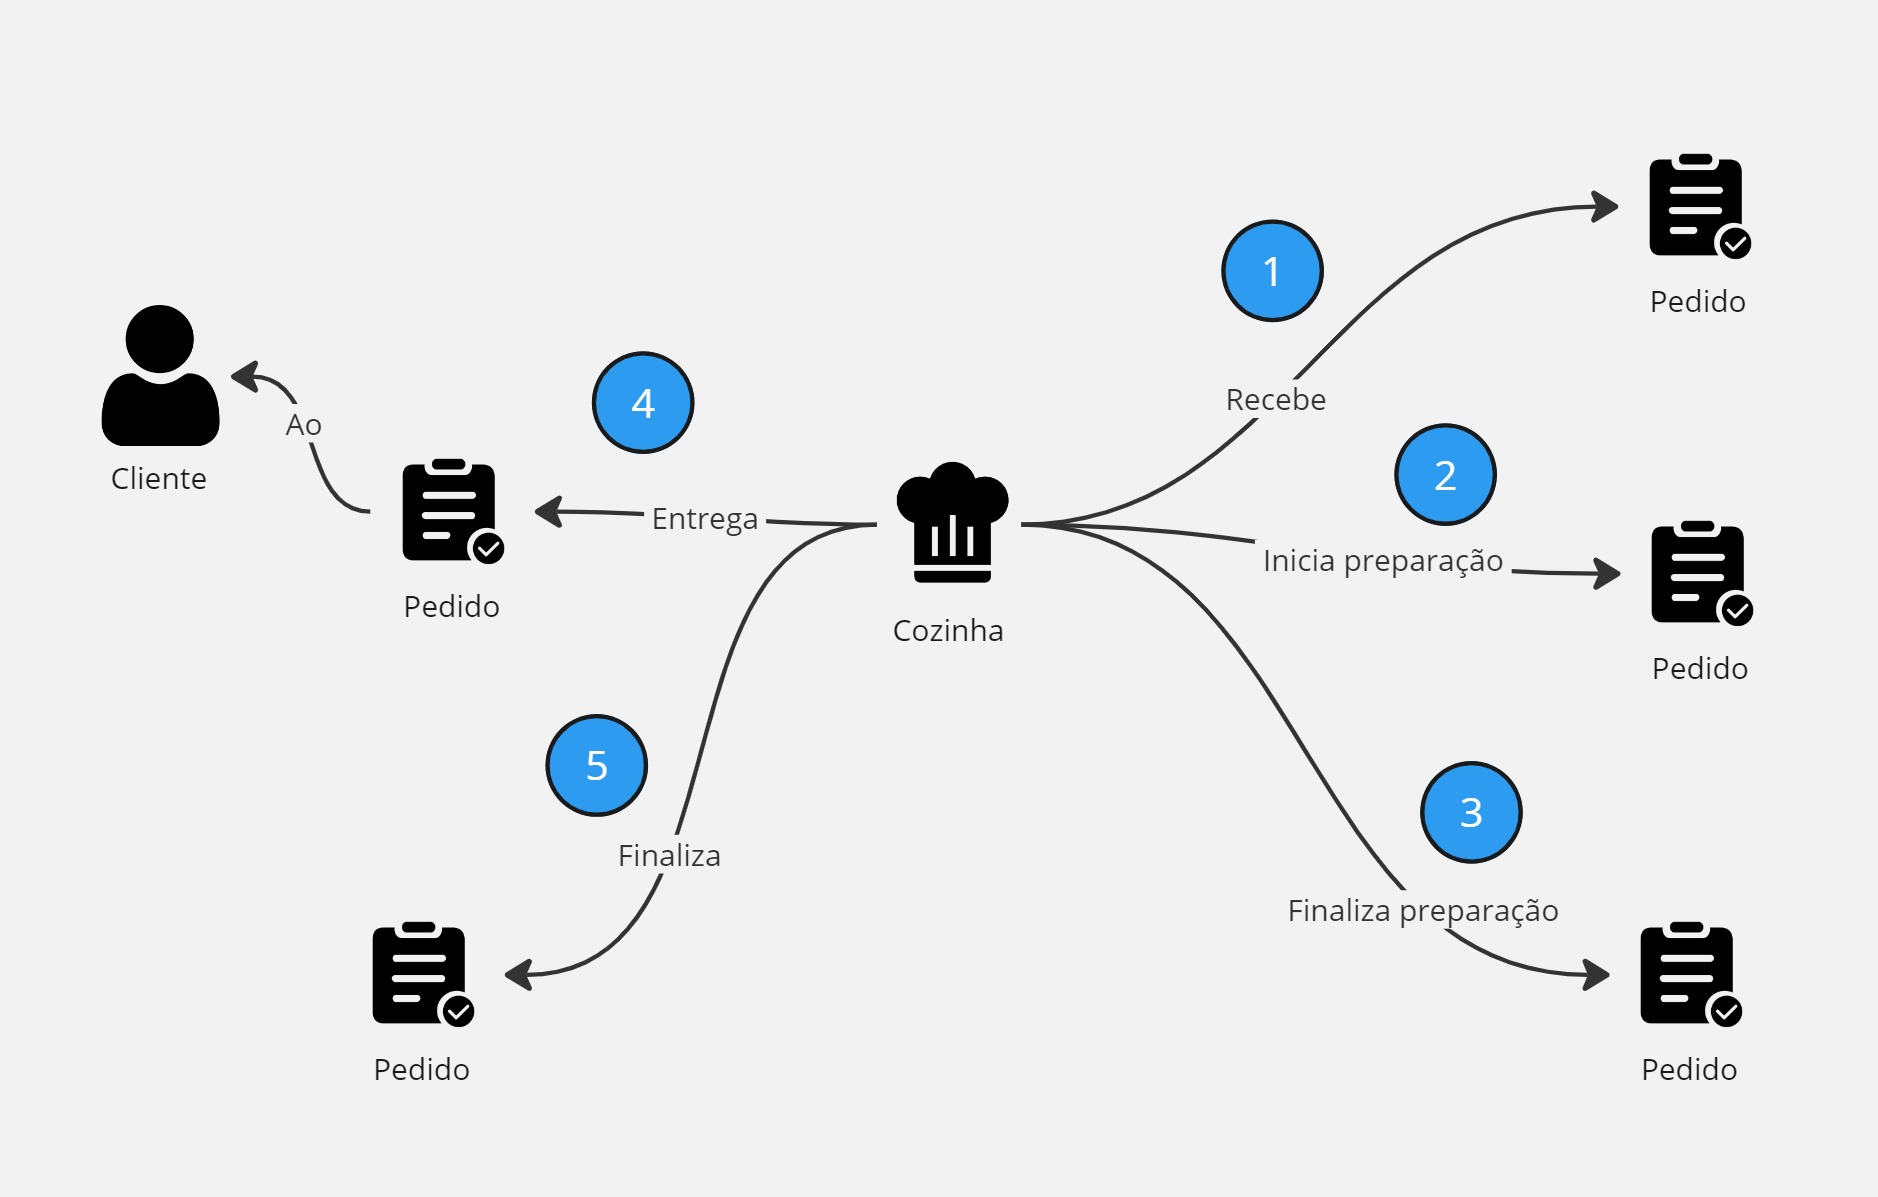 1
Recebe
Pedido
2
Inicia preparação
Pedido
3
Finaliza preparação
Pedido
Cozinha
4
Entrega
Pedido
Ao
Cliente
5
Finaliza
Pedido